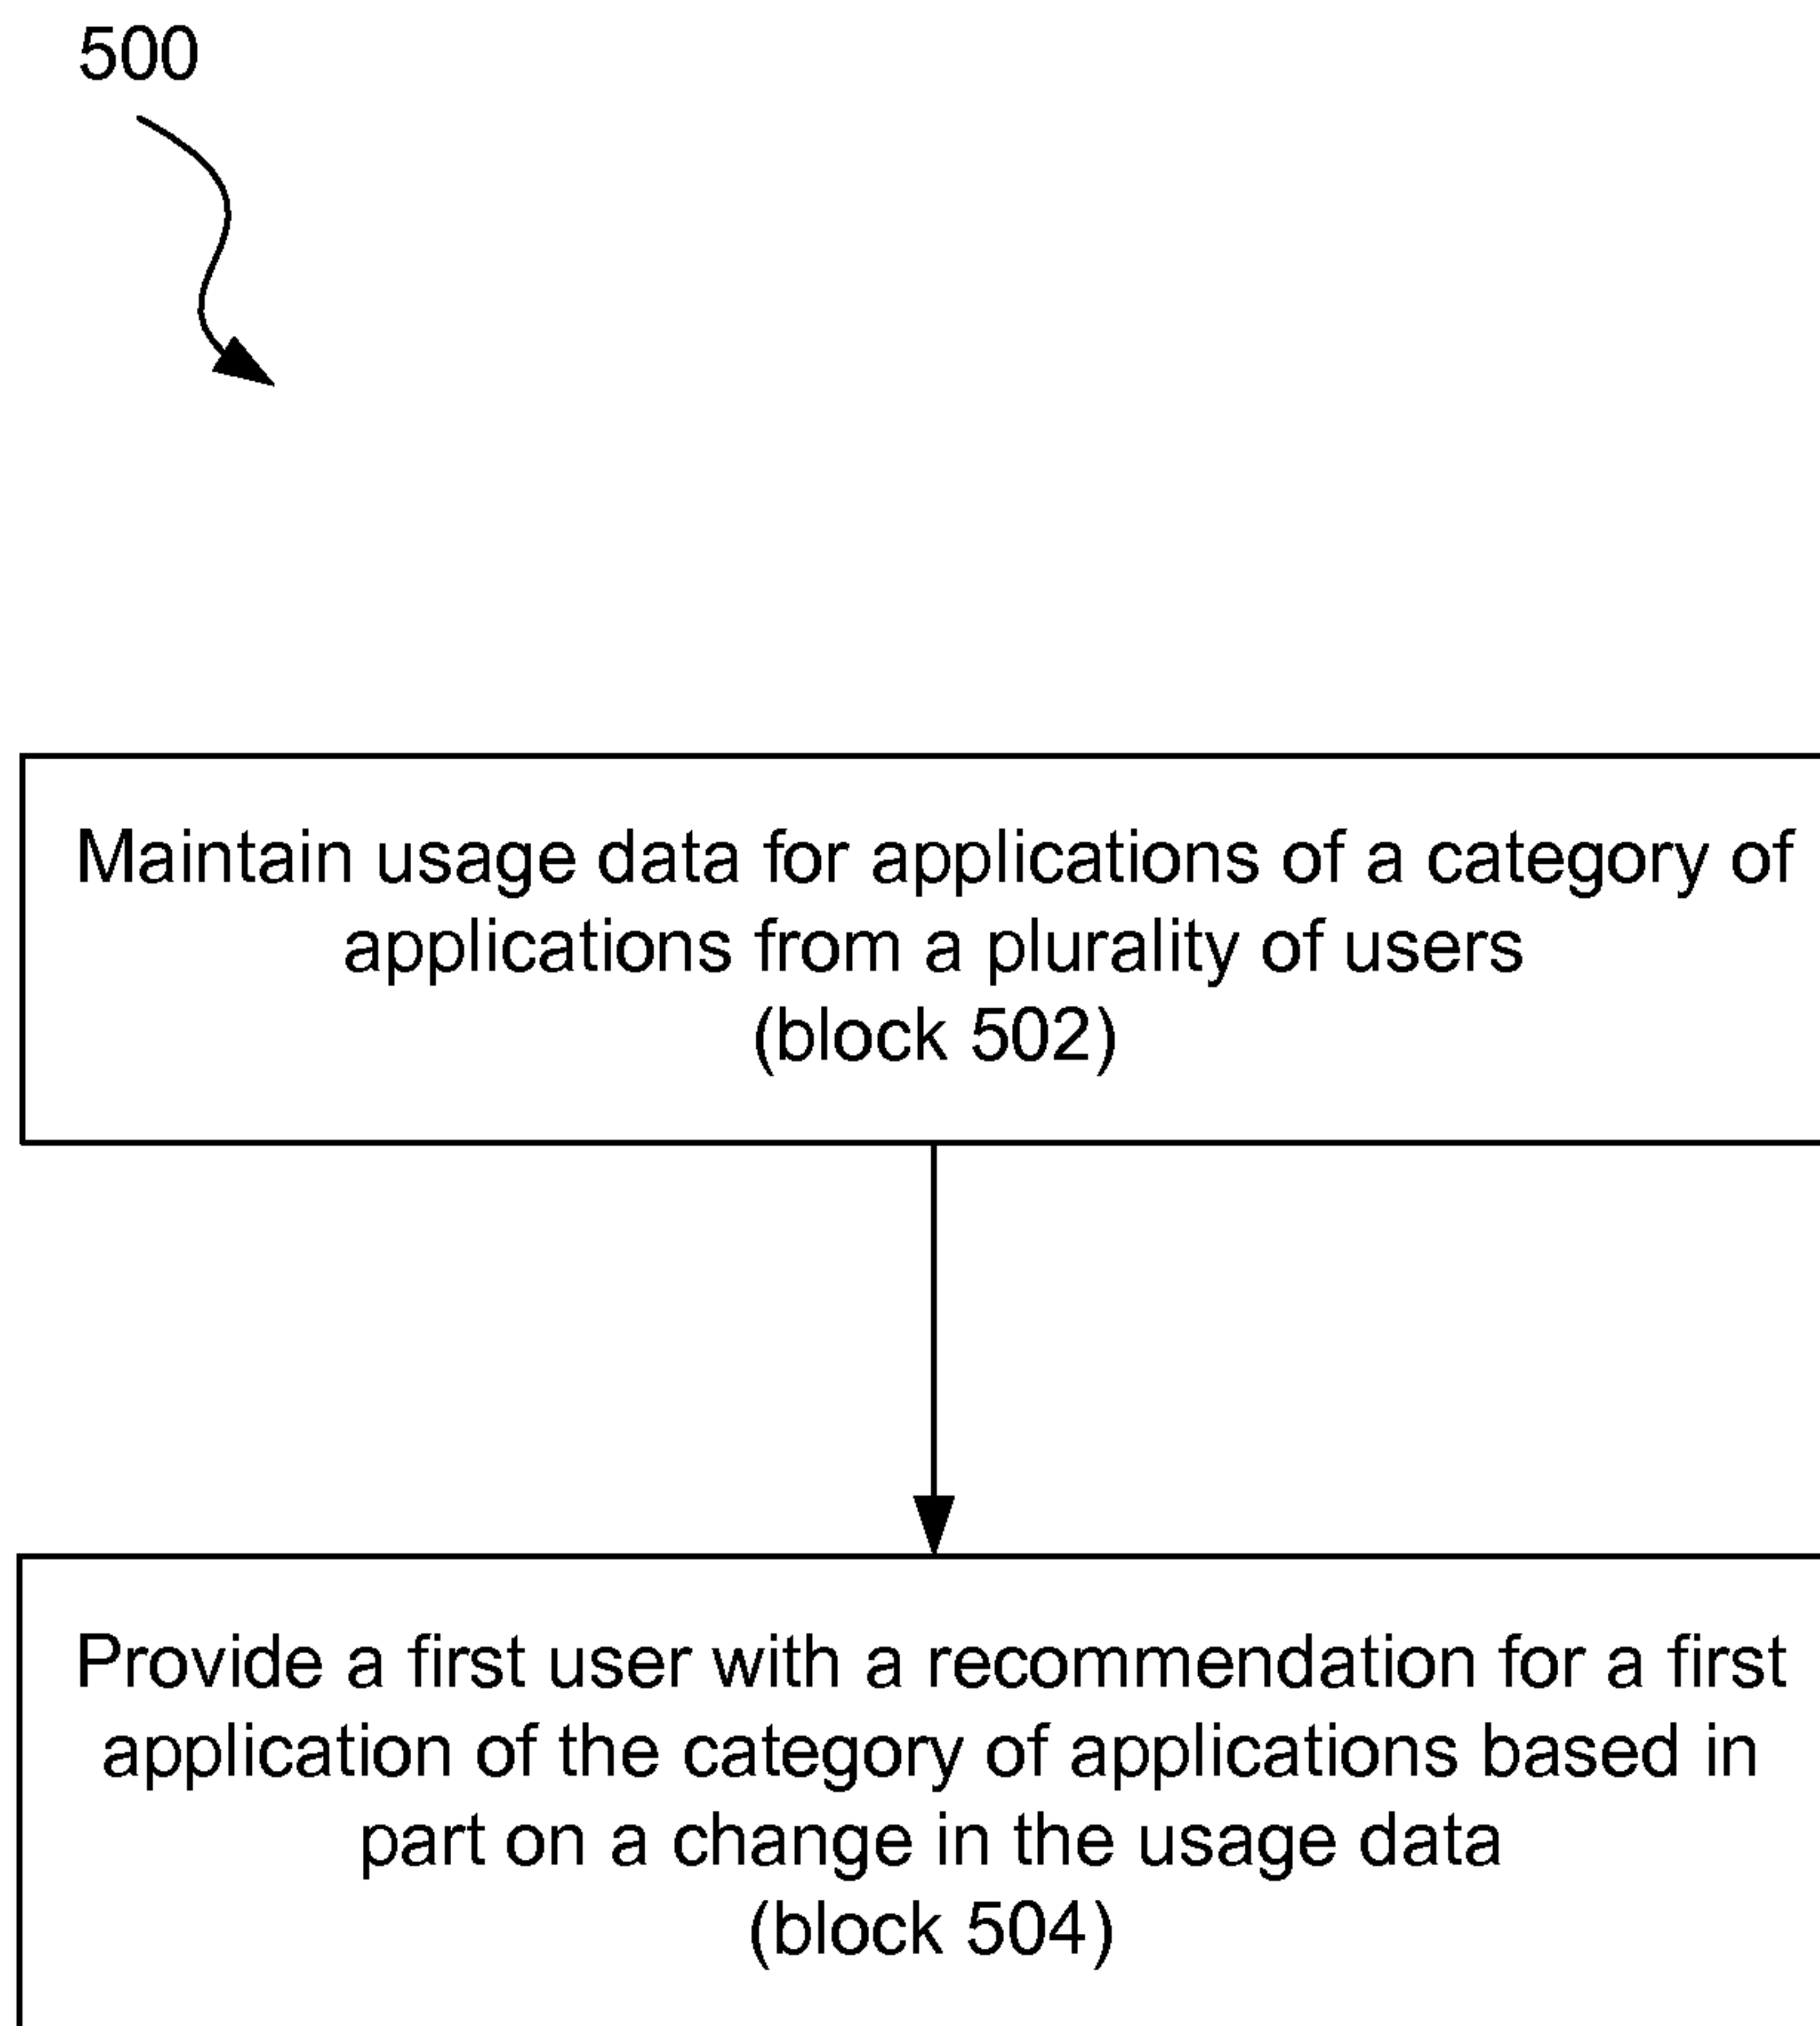 500
Maintain usage data for applications of a category of
applications from a plurality of users
(block 502)
Provide a first user with a recommendation for a first
application of the category of applications based in
part on a change in the usage data
(block 504)